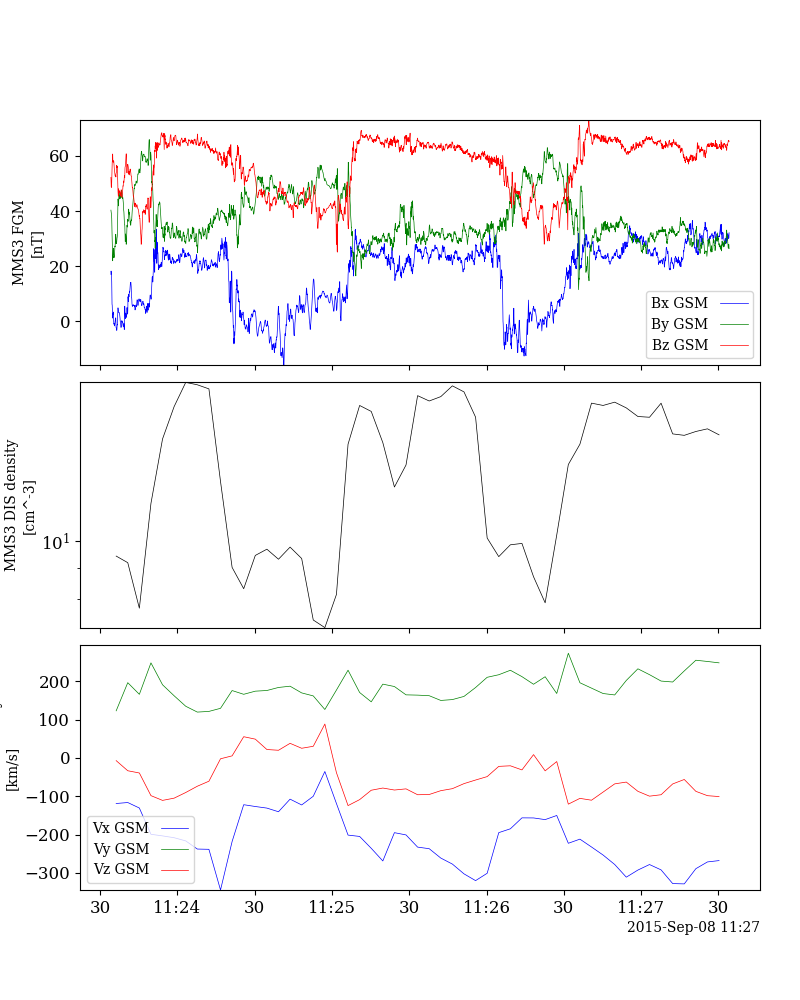 MMS3 FGM
[nT]
60
40
20
0
Bx GSM
By GSM
Bz GSM
MMS3 DIS density
[cm^-3]
10¹
200
100
0
−100
−200
−300
[km/s]
Vx GSM
Vy GSM
Vz GSM
30 11:24 30 11:25 30 11:26 30 11:27 30
2015-Sep-08 11:27